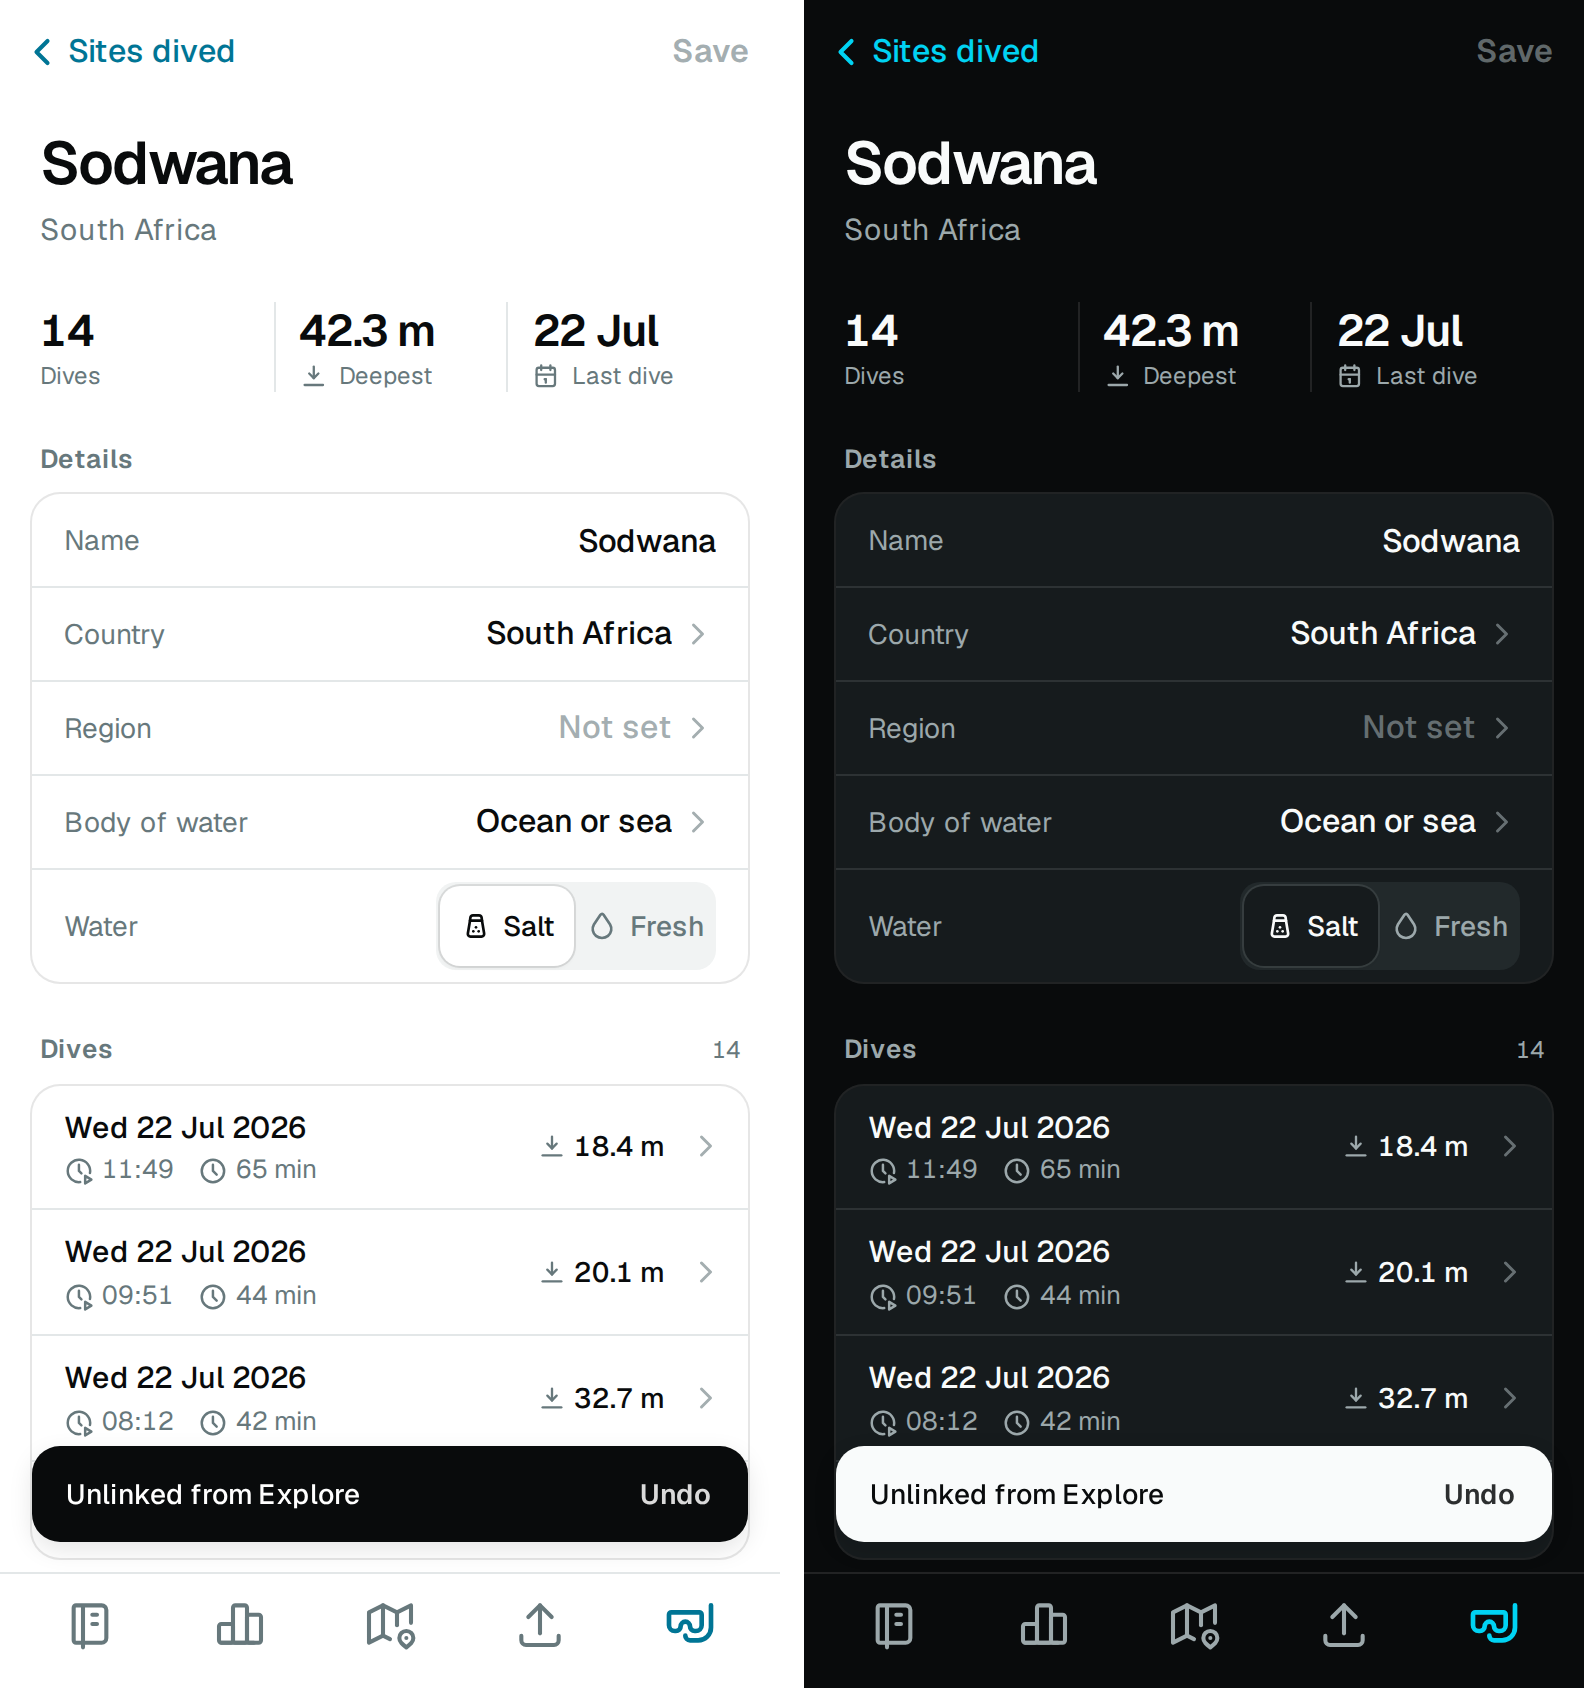 Sites dived
Save
Sodwana
South Africa
14
Dives
42.3 m
Deepest
22 Jul
Last dive
Details
Name
Sodwana
Country
South Africa
Region
Not set
Body of water
Ocean or sea
Water
Salt
Fresh
Dives
14
Wed 22 Jul 2026
11:49
65 min
18.4 m
Wed 22 Jul 2026
09:51
44 min
20.1 m
Wed 22 Jul 2026
08:12
42 min
32.7 m
Unlinked from Explore
Undo
Sites dived
Save
Sodwana
South Africa
14
Dives
42.3 m
Deepest
22 Jul
Last dive
Details
Name
Sodwana
Country
South Africa
Region
Not set
Body of water
Ocean or sea
Water
Salt
Fresh
Dives
14
Wed 22 Jul 2026
11:49
65 min
18.4 m
Wed 22 Jul 2026
09:51
44 min
20.1 m
Wed 22 Jul 2026
08:12
42 min
32.7 m
Unlinked from Explore
Undo